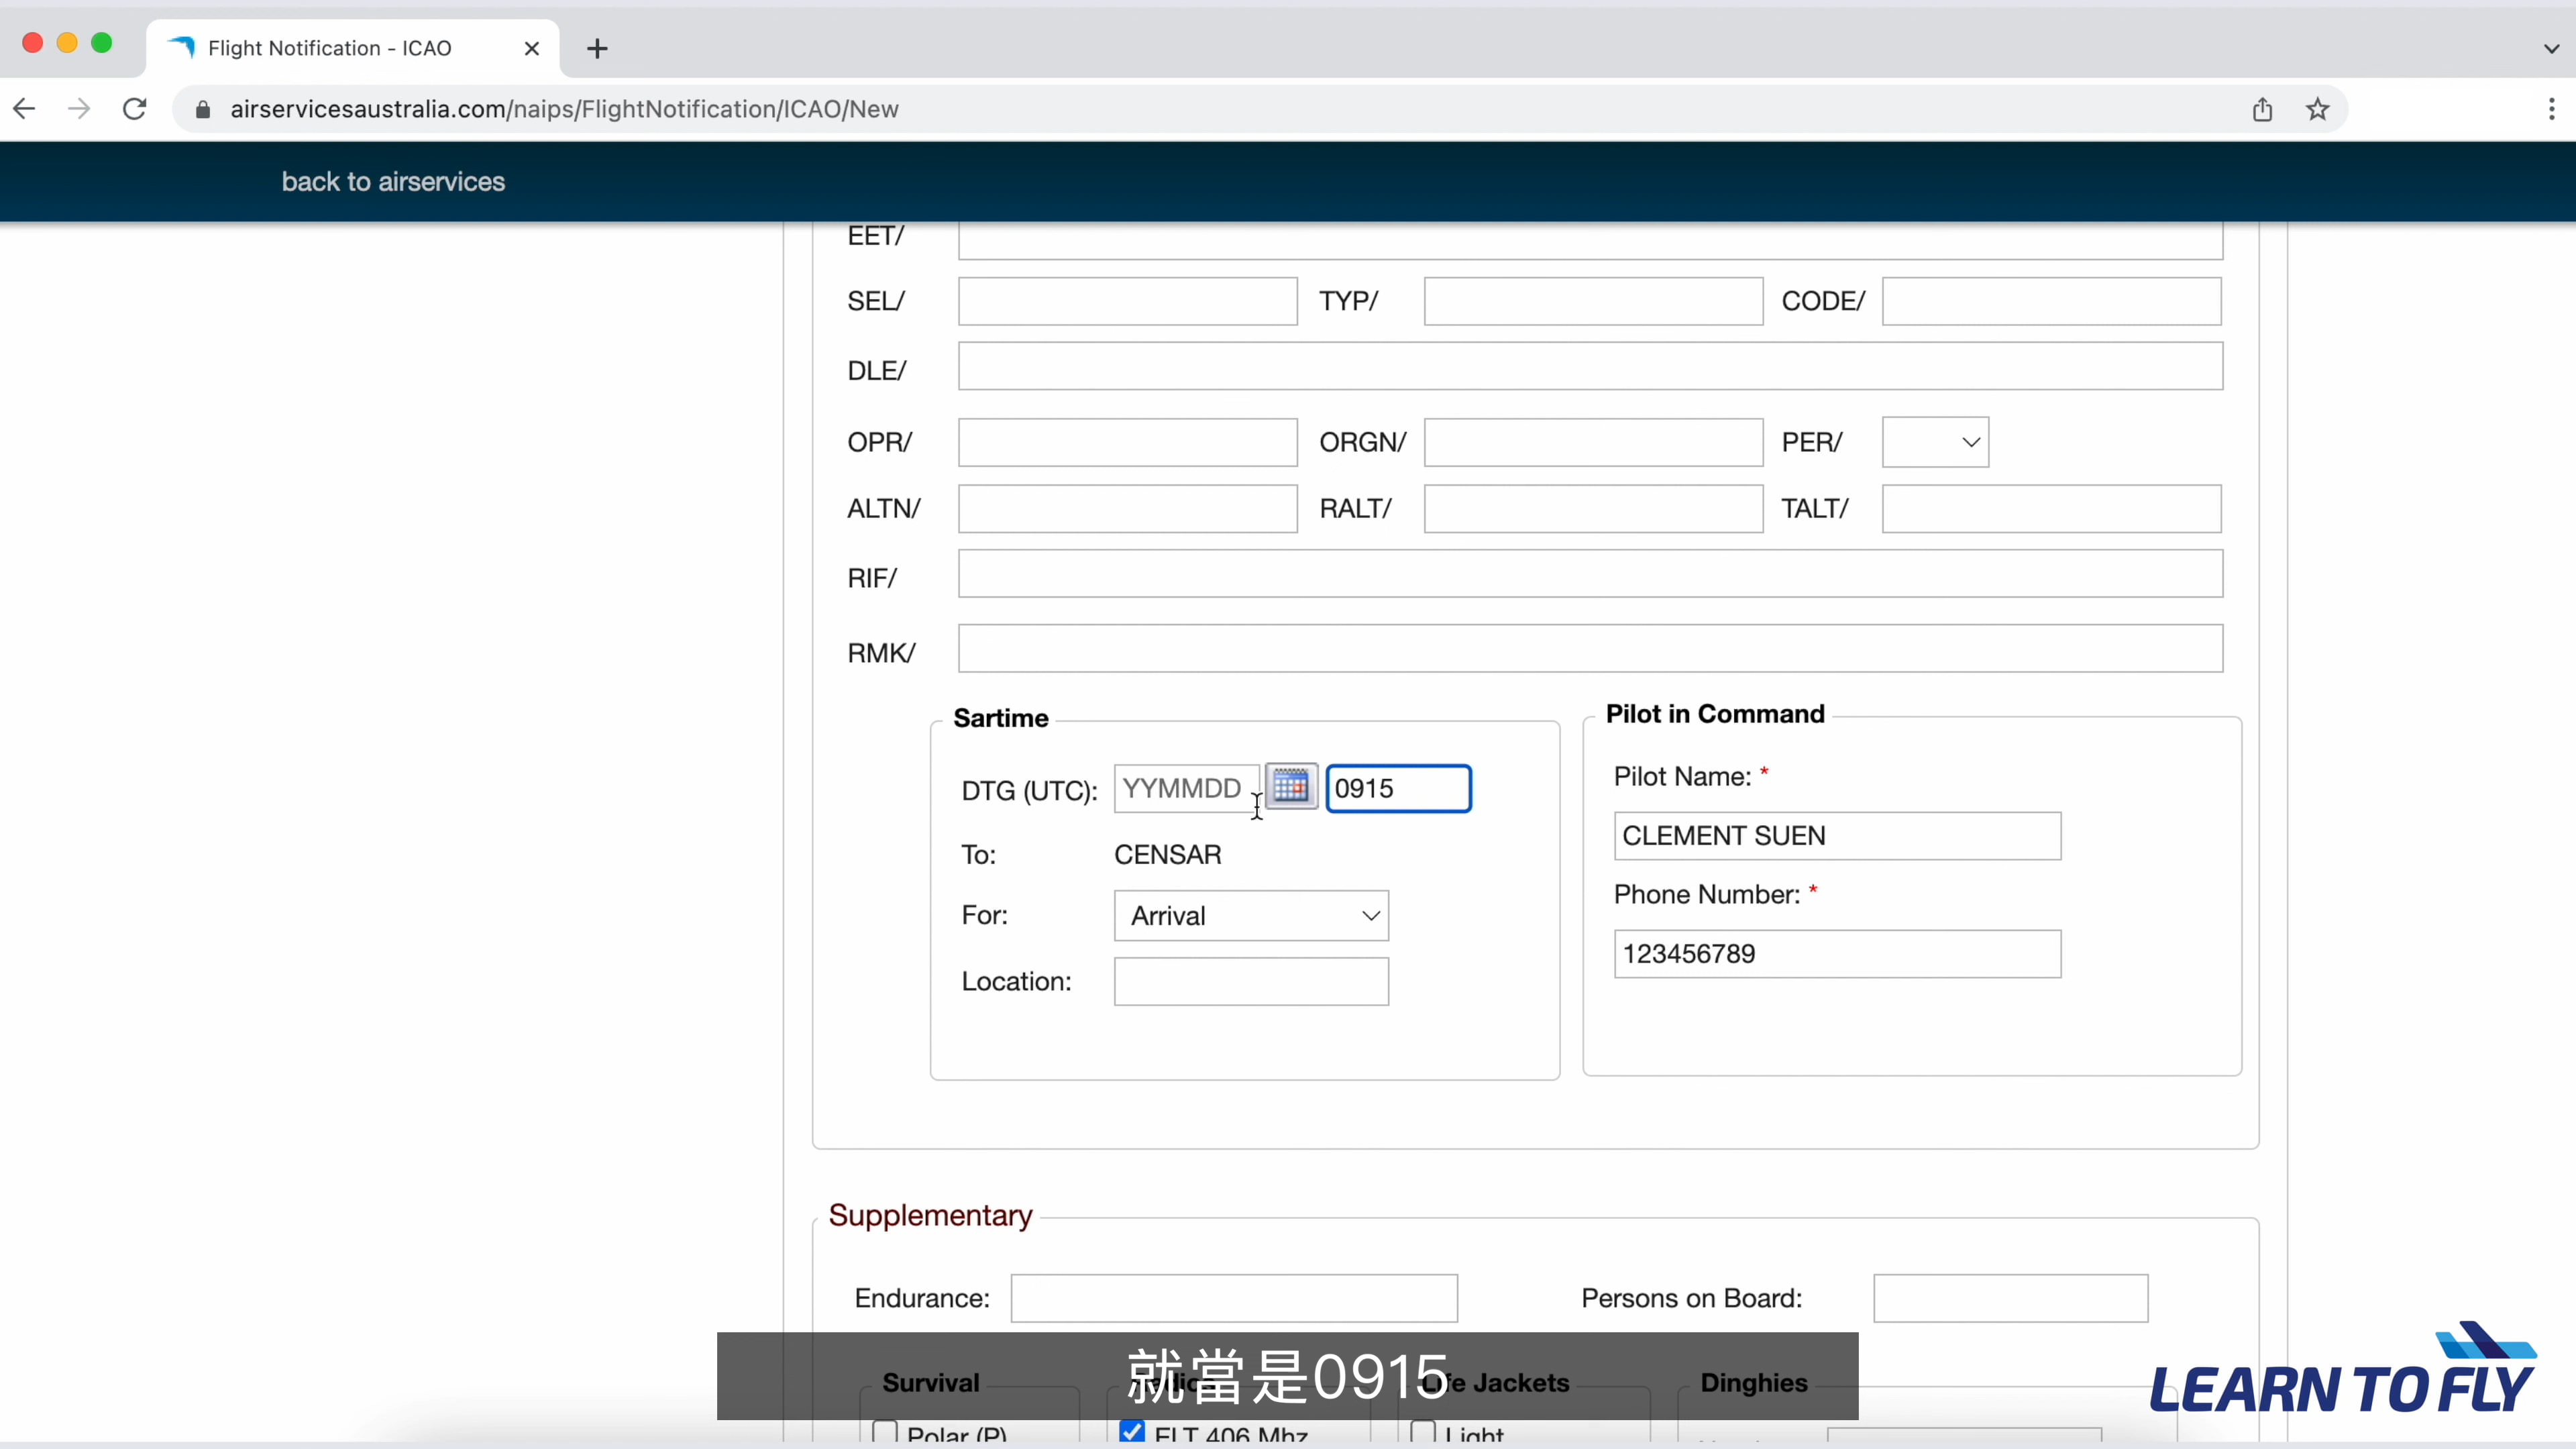 Flight Notification - ICAO
airservicesaustralia.com/naips/FlightNotification/ICAO/New
back to airservices
EET/
SEL/ TYP/ CODE/
DLE/
OPR/ ORGN/ PER/
ALTN/ RALT/ TALT/
RIF/
RMK/
Sartime
DTG (UTC): YYMMDD 0915
To: CENSAR
For: Arrival
Location:
Pilot in Command
Pilot Name: *
CLEMENT SUEN
Phone Number: *
123456789
Supplementary
Endurance: Persons on Board:
就當是0915
Survival Life Jackets Dinghies
Polar (P) ELT 406 Mhz Light
LEARN TO FLY